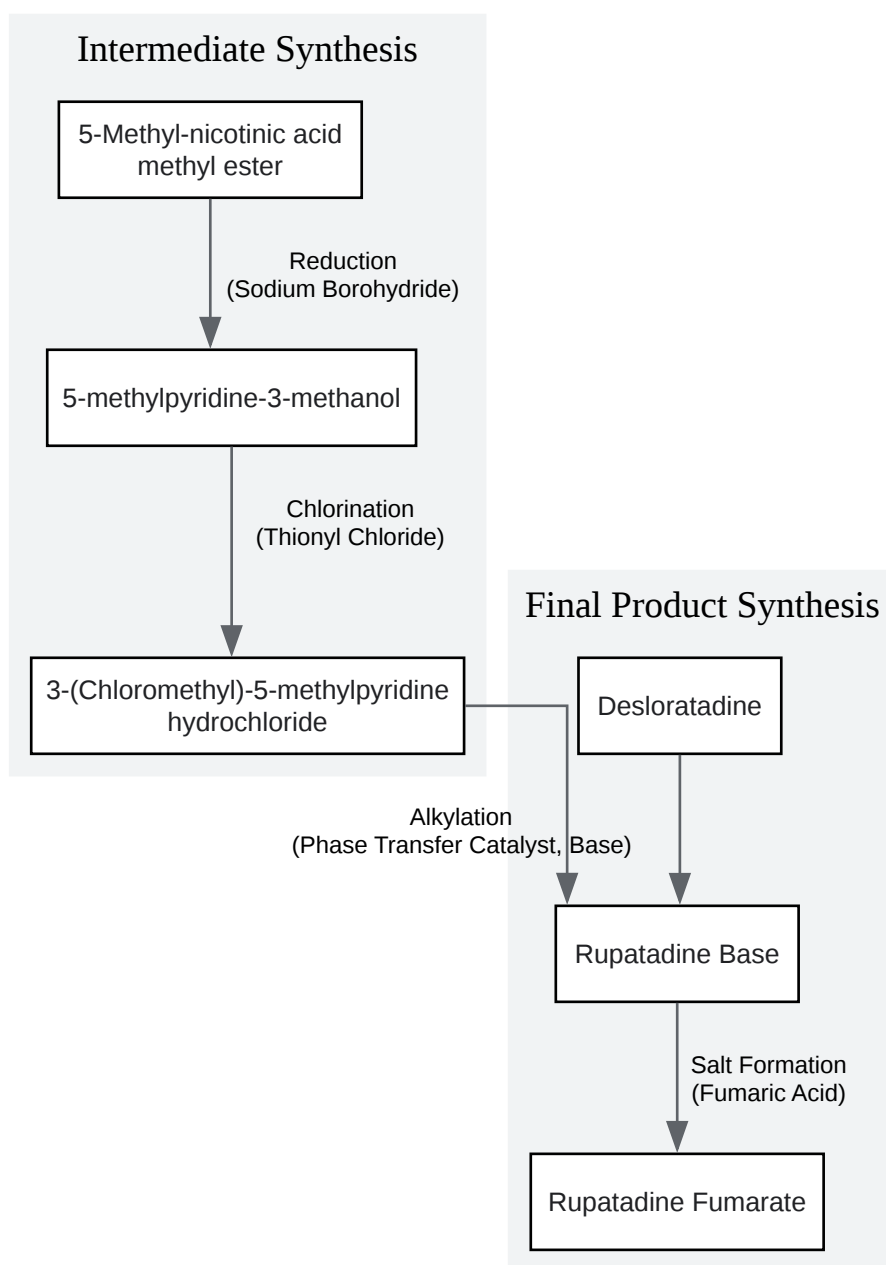 Intermediate Synthesis
5-Methyl-nicotinic acid
methyl ester
Reduction
(Sodium Borohydride)
5-methylpyridine-3-methanol
Chlorination
(Thionyl Chloride)
3-(Chloromethyl)-5-methylpyridine
hydrochloride
Final Product Synthesis
Desloratadine
Alkylation
(Phase Transfer Catalyst, Base)
Rupatadine Base
Salt Formation
(Fumaric Acid)
Rupatadine Fumarate